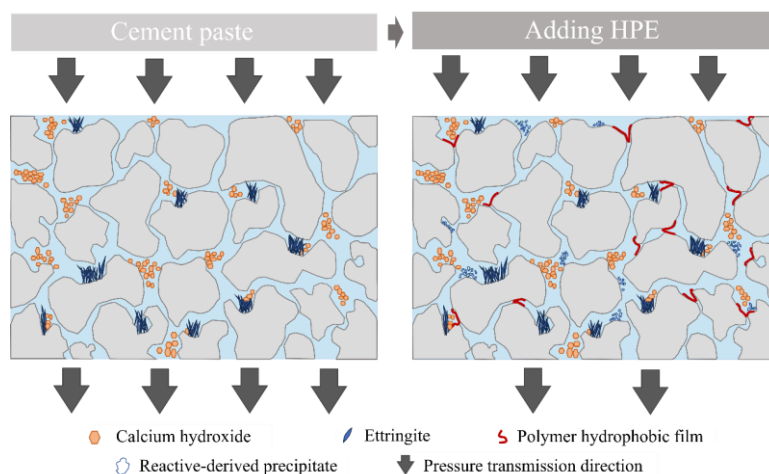 Cement paste
Adding HPE
Calcium hydroxide
Ettringite
Polymer hydrophobic film
Reactive-derived precipitate
Pressure transmission direction